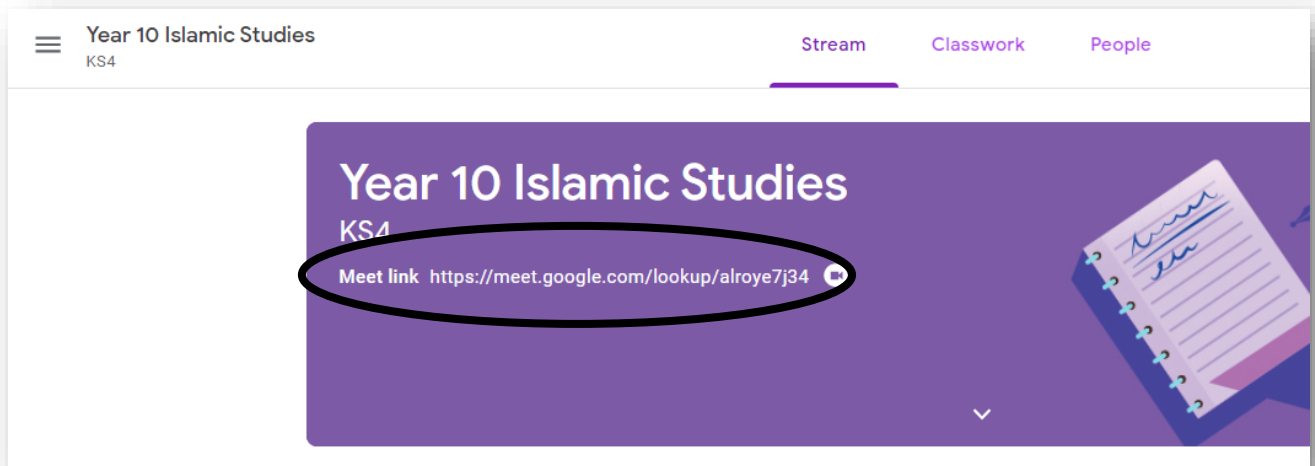 Year 10 Islamic Studies
KS4
Stream Classwork People
Year 10 Islamic Studies
KS4
Meet link https://meet.google.com/lookup/alroye7j34